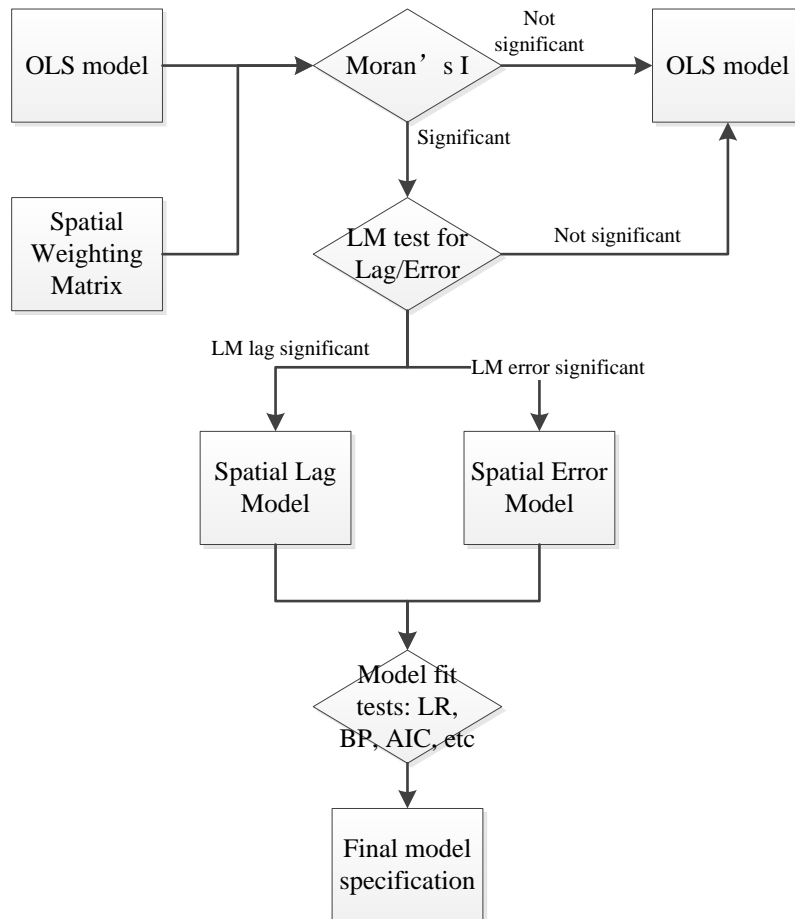 OLS model
Moran’s I
Not
significant
OLS model
Significant
Spatial
Weighting
Matrix
LM test for
Lag/Error
Not significant
LM lag significant
LM error significant
Spatial Lag
Model
Spatial Error
Model
Model fit
tests: LR,
BP, AIC, etc
Final model
specification